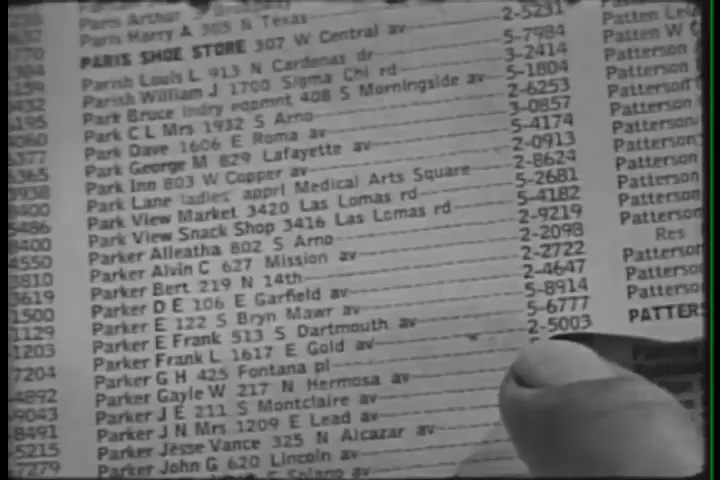 Paris Arthur
Paris Harry A 303 N Texas 2-5231
PARIS SHOE STORE 307 W Central av 5-7984
Parish Louis L 913 N Cardenas dr 3-2414
Parish William J 1700 Sigma Chi rd 5-1804
Park Bruce indry eqpmnt 408 S Morningside av 2-6253
Park C L Mrs 1932 S Arno 3-0857
Park Dave 1606 E Roma av 5-4174
Park George M 829 Lafayette av 2-0913
Park Inn 803 W Copper av 2-8624
Park Lane ladies' apprl Medical Arts Square 5-2681
Park View Market 3420 Las Lomas rd 5-4182
Park View Snack Shop 3416 Las Lomas rd 2-9219
Parker Alleatha 802 S Arno 2-2098
Parker Alvin C 627 Mission av 2-2722
Parker Bert 219 N 14th 2-4647
Parker D E 106 E Garfield av 5-8914
Parker E 122 S Bryn Mawr av 5-6777
Parker E Frank 513 S Dartmouth av 2-5003
Parker Frank L 1617 E Gold av
Parker G H 425 Fontana pl
Parker Gayle W 217 N Hermosa av
Parker J E 211 S Montclaire av
Parker J N Mrs 1209 E Lead av
Parker Jesse Vance 325 N Alcazar av
Parker John G 620 Lincoln av
Solano av
Patten
Patten W C
Patterson
Patterson
Patterson
Patterson
Patterson
Patterson
Patterson
Patterson
Patterson
Res
Patterson
Patterson
Patterson
PATTERS